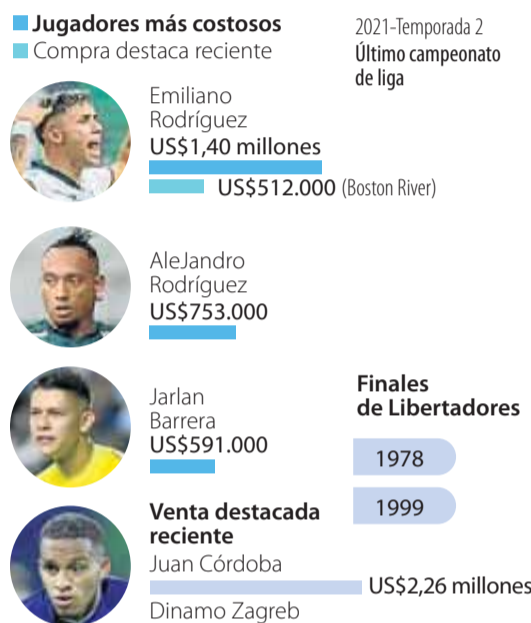 Jugadores más costosos
Compra destaca reciente
2021-Temporada 2
Último campeonato
de liga
Emiliano
Rodríguez
US$1,40 millones
US$512.000 (Boston River)
AleJandro
Rodríguez
US$753.000
Jarlan
Barrera
US$591.000
Finales
de Libertadores
1978
1999
Venta destacada
reciente
Juan Córdoba
US$2,26 millones
Dinamo Zagreb